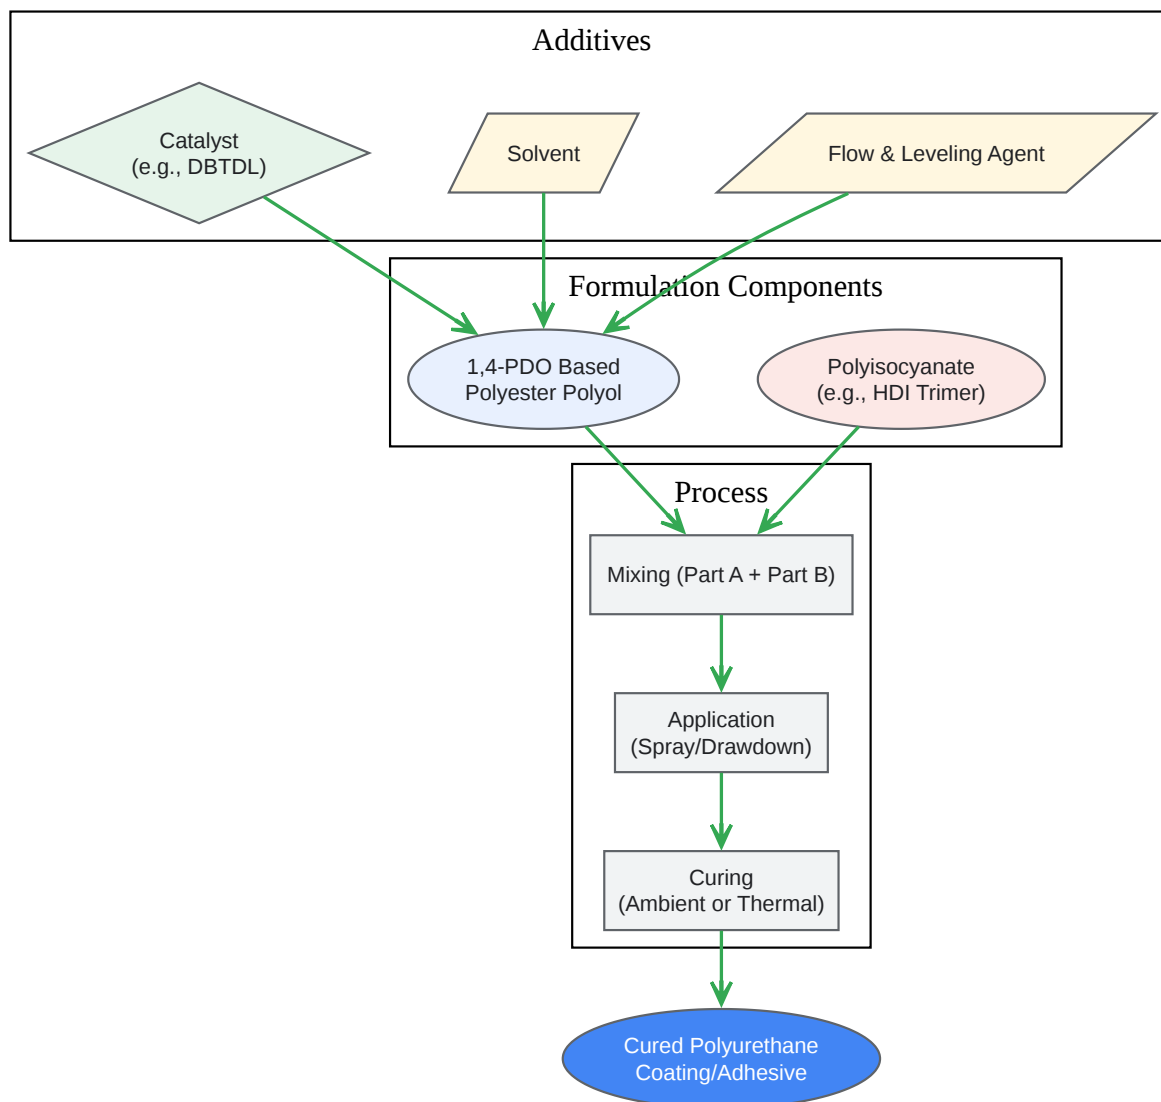 Additives
Catalyst
(e.g., DBTDL)
Solvent
Flow & Leveling Agent
Formulation Components
1,4-PDO Based
Polyester Polyol
Polyisocyanate
(e.g., HDI Trimer)
Process
Mixing (Part A + Part B)
Application
(Spray/Drawdown)
Curing
(Ambient or Thermal)
Cured Polyurethane
Coating/Adhesive